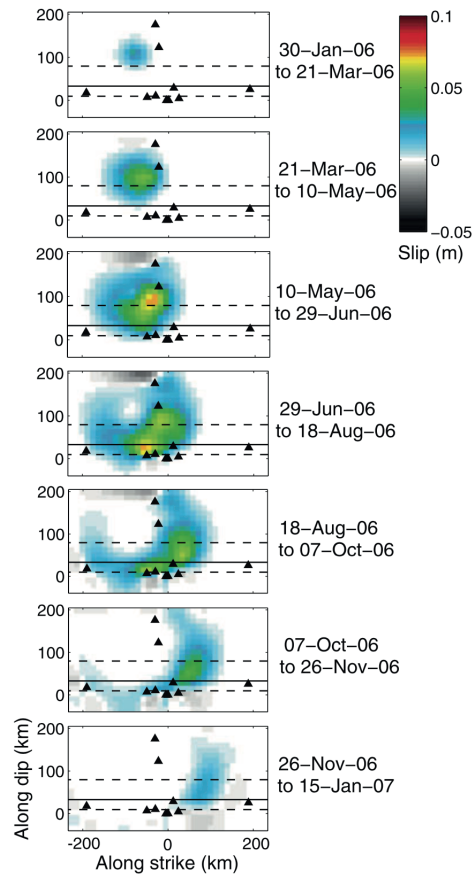 200
100
0
30–Jan–06
to 21–Mar–06
0.1
0.05
0
−0.05
Slip (m)
200
100
0
21–Mar–06
to 10–May–06
200
100
0
10–May–06
to 29–Jun–06
200
100
0
29–Jun–06
to 18–Aug–06
200
100
0
18–Aug–06
to 07–Oct–06
200
100
0
07–Oct–06
to 26–Nov–06
200
100
0
26–Nov–06
to 15–Jan–07
−200 0 200
Along dip (km)
Along strike (km)